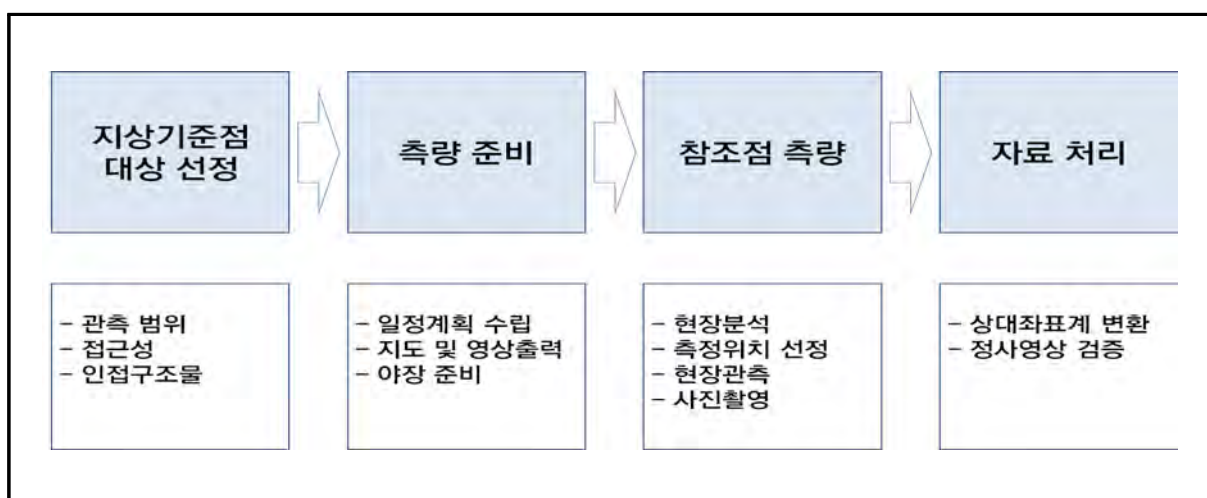 지상기준점
대상 선정
측량 준비
참조점 측량
자료 처리
- 관측 범위
- 접근성
- 인접구조물
- 일정계획 수립
- 지도 및 영상출력
- 야장 준비
- 현장분석
- 측정위치 선정
- 현장관측
- 사진촬영
- 상대좌표계 변환
- 정사영상 검증